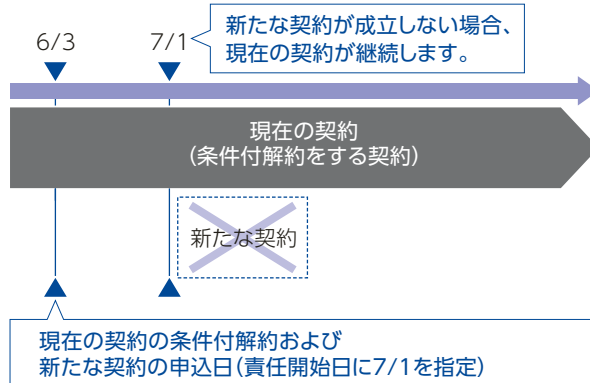 新たな契約が成立しない場合、
現在の契約が継続します。
6/3
7/1
現在の契約
(条件付解約をする契約)
新たな契約
現在の契約の条件付解約および
新たな契約の申込日(責任開始日に7/1を指定)